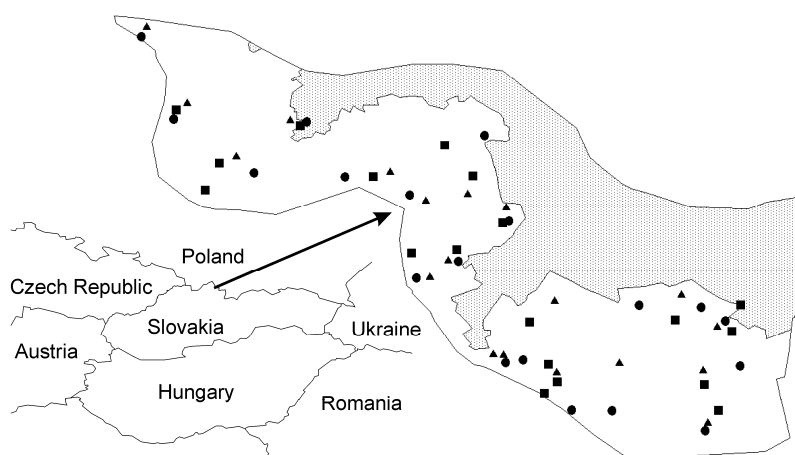 Poland
Czech Republic
Slovakia
Ukraine
Austria
Hungary
Romania